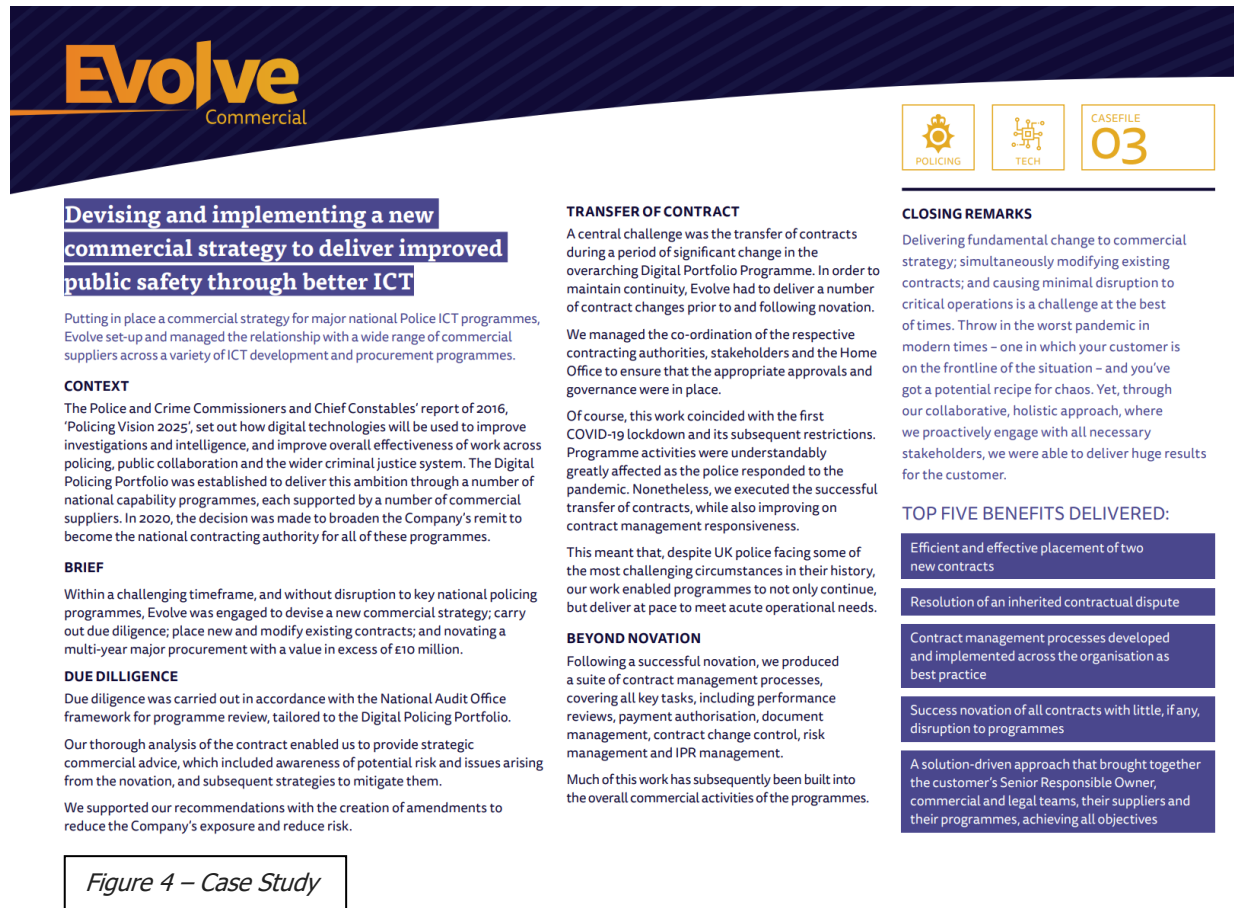 Evolve
Commercial
POLICING
TECH
CASEFILE
03
Devising and implementing a new
commercial strategy to deliver improved
public safety through better ICT
Putting in place a commercial strategy for major national Police ICT programmes,
Evolve set-up and managed the relationship with a wide range of commercial
suppliers across a variety of ICT development and procurement programmes.
CONTEXT
The Police and Crime Commissioners and Chief Constables' report of 2016,
'Policing Vision 2025', set out how digital technologies will be used to improve
investigations and intelligence, and improve overall effectiveness of work across
policing, public collaboration and the wider criminal justice system. The Digital
Policing Portfolio was established to deliver this ambition through a number of
national capability programmes, each supported by a number of commercial
suppliers. In 2020, the decision was made to broaden the Company's remit to
become the national contracting authority for all of these programmes.
BRIEF
Within a challenging timeframe, and without disruption to key national policing
programmes, Evolve was engaged to devise a new commercial strategy; carry
out due diligence; place new and modify existing contracts; and novating a
multi-year major procurement with a value in excess of £10 million.
DUE DILLIGENCE
Due diligence was carried out in accordance with the National Audit Office
framework for programme review, tailored to the Digital Policing Portfolio.
Our thorough analysis of the contract enabled us to provide strategic
commercial advice, which included awareness of potential risk and issues arising
from the novation, and subsequent strategies to mitigate them.
We supported our recommendations with the creation of amendments to
reduce the Company's exposure and reduce risk.
TRANSFER OF CONTRACT
A central challenge was the transfer of contracts
during a period of significant change in the
overarching Digital Portfolio Programme. In order to
maintain continuity, Evolve had to deliver a number
of contract changes prior to and following novation.
We managed the co-ordination of the respective
contracting authorities, stakeholders and the Home
Office to ensure that the appropriate approvals and
governance were in place.
Of course, this work coincided with the first
COVID-19 lockdown and its subsequent restrictions.
Programme activities were understandably
greatly affected as the police responded to the
pandemic. Nonetheless, we executed the successful
transfer of contracts, while also improving on
contract management responsiveness.
This meant that, despite UK police facing some of
the most challenging circumstances in their history,
our work enabled programmes to not only continue,
but deliver at pace to meet acute operational needs.
BEYOND NOVATION
Following a successful novation, we produced
a suite of contract management processes,
covering all key tasks, including performance
reviews, payment authorisation, document
management, contract change control, risk
management and IPR management.
Much of this work has subsequently been built into
the overall commercial activities of the programmes.
CLOSING REMARKS
Delivering fundamental change to commercial
strategy; simultaneously modifying existing
contracts; and causing minimal disruption to
critical operations is a challenge at the best
of times. Throw in the worst pandemic in
modern times – one in which your customer is
on the frontline of the situation – and you've
got a potential recipe for chaos. Yet, through
our collaborative, holistic approach, where
we proactively engage with all necessary
stakeholders, we were able to deliver huge results
for the customer.
TOP FIVE BENEFITS DELIVERED:
Efficient and effective placement of two
new contracts
Resolution of an inherited contractual dispute
Contract management processes developed
and implemented across the organisation as
best practice
Success novation of all contracts with little, if any,
disruption to programmes
A solution-driven approach that brought together
the customer's Senior Responsible Owner,
commercial and legal teams, their suppliers and
their programmes, achieving all objectives
Figure 4 – Case Study